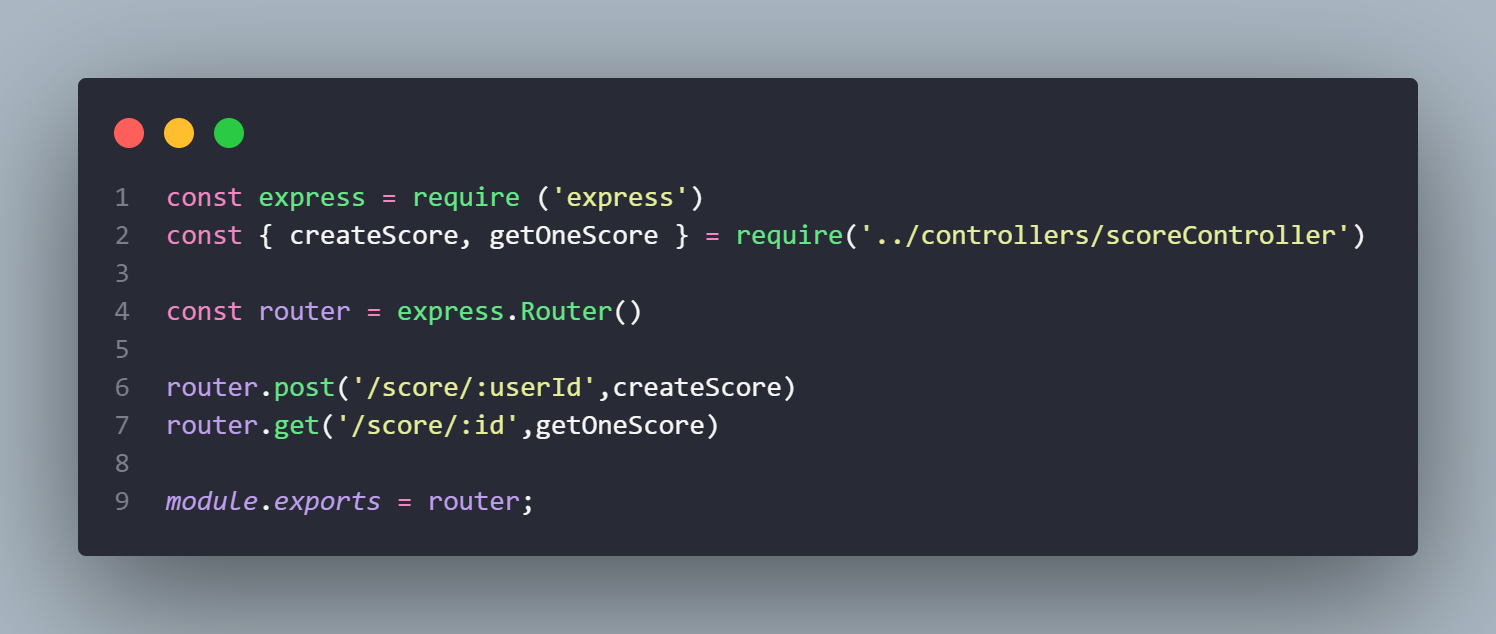 1 const express = require ('express')
2 const { createScore, getOneScore } = require('../controllers/scoreController')
3
4 const router = express.Router()
5
6 router.post('/score/:userId',createScore)
7 router.get('/score/:id',getOneScore)
8
9 module.exports = router;